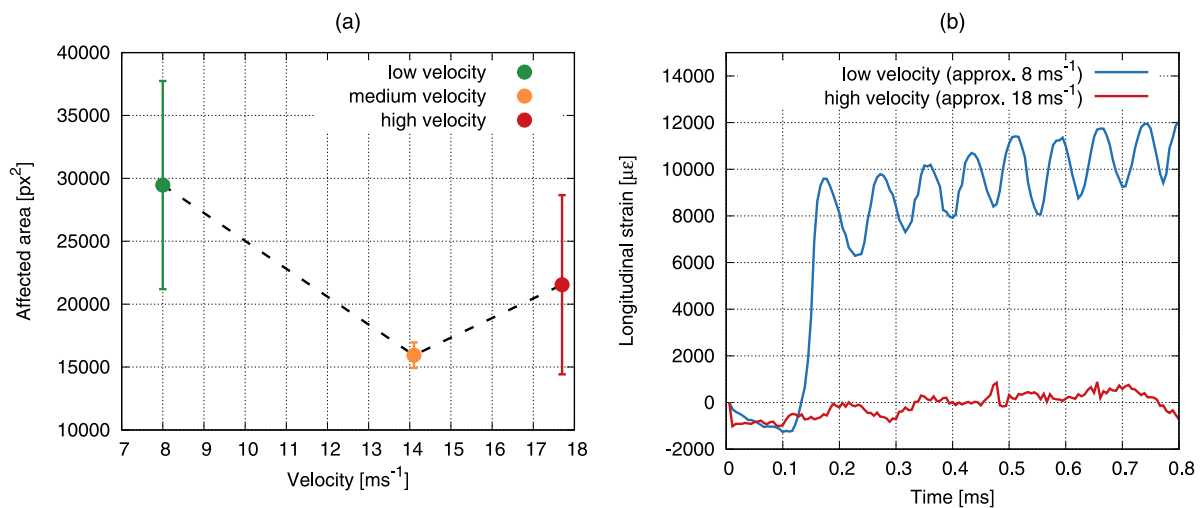 (a)
Affected area [px²]
40000
35000
30000
25000
20000
15000
10000
low velocity
medium velocity
high velocity
7 8 9 10 11 12 13 14 15 16 17 18
Velocity [ms⁻¹]
(b)
Longitudinal strain [με]
14000
12000
10000
8000
6000
4000
2000
0
-2000
low velocity (approx. 8 ms⁻¹)
high velocity (approx. 18 ms⁻¹)
0 0.1 0.2 0.3 0.4 0.5 0.6 0.7 0.8
Time [ms]